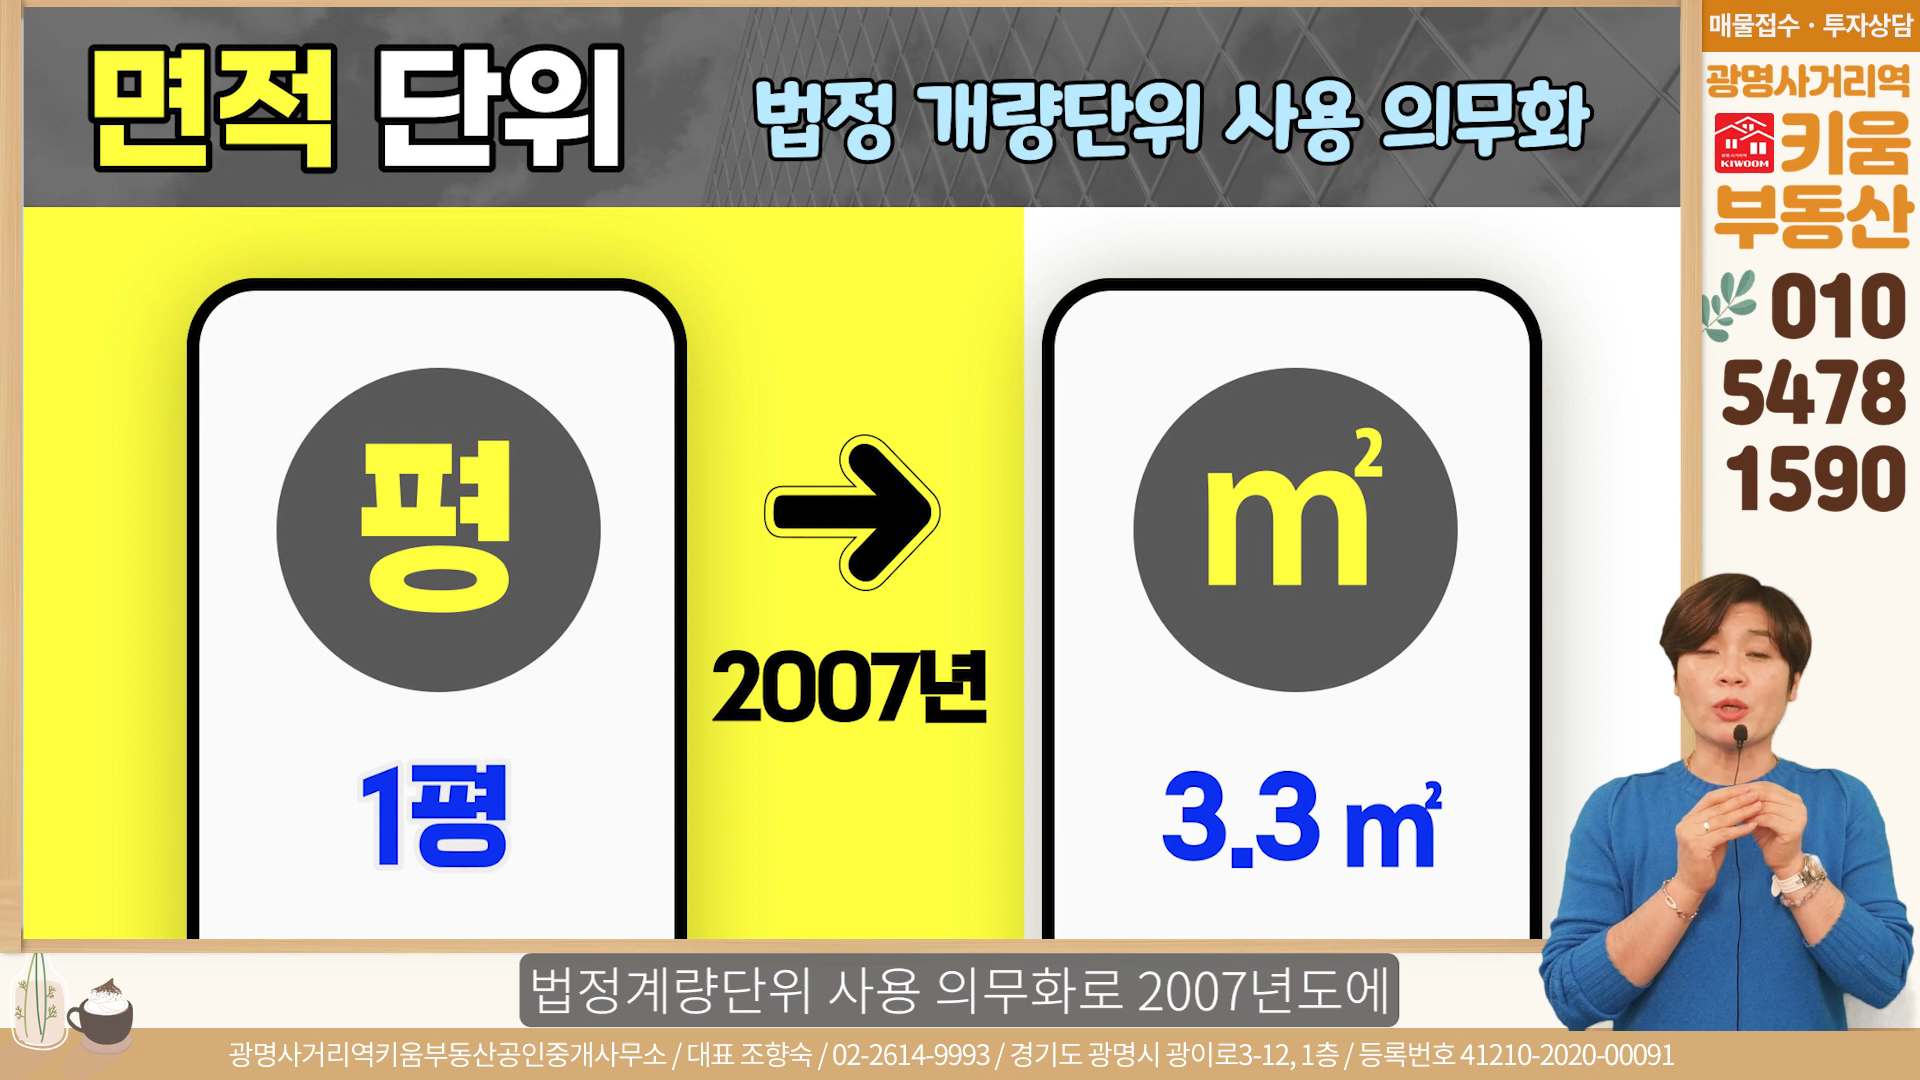 면적 단위
법정 개량단위 사용 의무화
평
2007년
m²
1평
3.3 m²
매물접수 · 투자상담
광명사거리역
KIWOOM
키움
부동산
010
5478
1590
법정계량단위 사용 의무화로 2007년도에
광명사거리역키움부동산공인중개사무소 / 대표 조향숙 / 02-2614-9993 / 경기도 광명시 광이로3-12, 1층 / 등록번호 41210-2020-00091